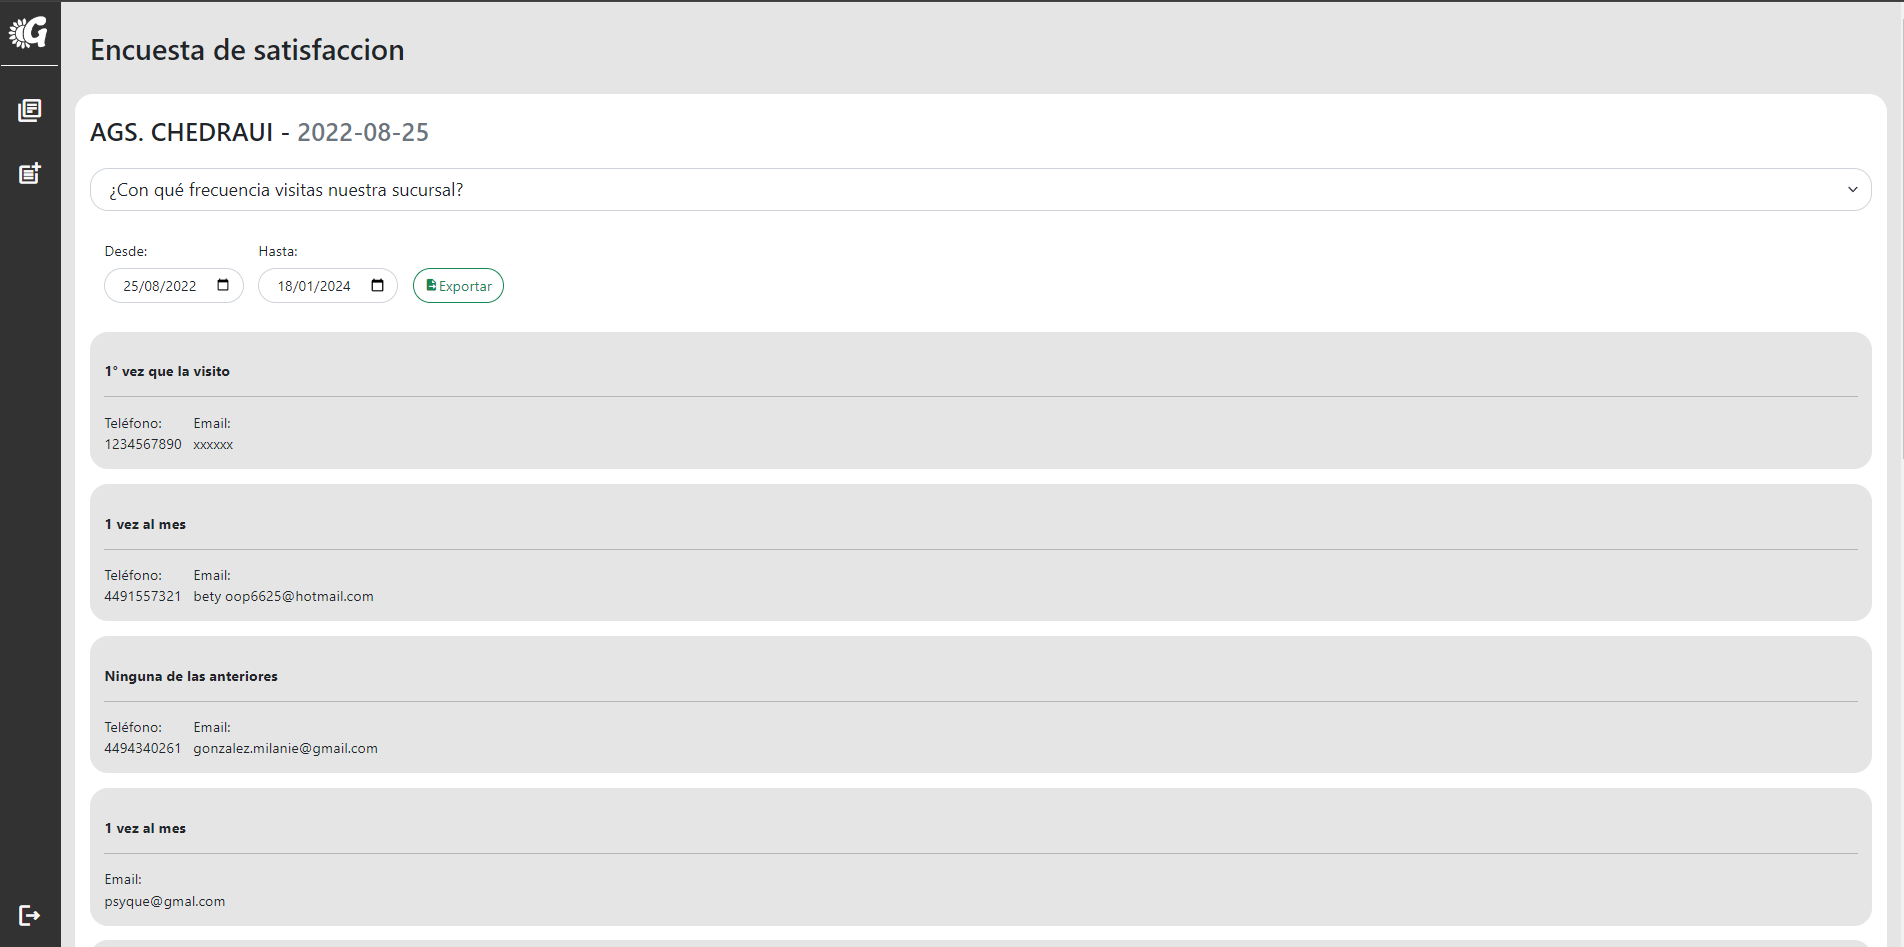 G
Encuesta de satisfaccion
AGS. CHEDRAUI - 2022-08-25
¿Con qué frecuencia visitas nuestra sucursal?
Desde: Hasta:
25/08/2022 18/01/2024 Exportar
1° vez que la visito
Teléfono: Email:
1234567890 xxxxxx
1 vez al mes
Teléfono: Email:
4491557321 bety oop6625@hotmail.com
Ninguna de las anteriores
Teléfono: Email:
4494340261 gonzalez.milanie@gmail.com
1 vez al mes
Email:
psyque@gmal.com